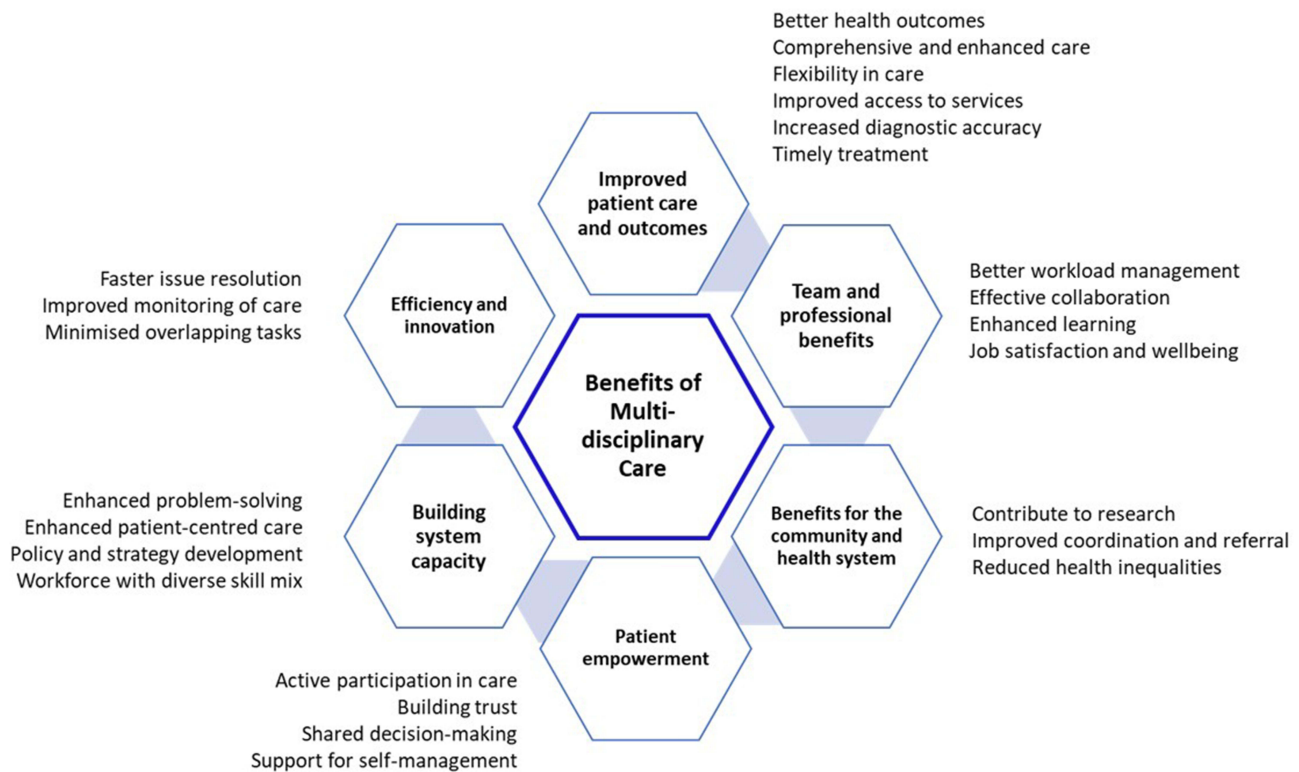 Better health outcomes
Comprehensive and enhanced care
Flexibility in care
Improved access to services
Increased diagnostic accuracy
Timely treatment
Improved
patient care
and outcomes
Team and
professional
benefits
Better workload management
Effective collaboration
Enhanced learning
Job satisfaction and wellbeing
Benefits for the
community and
health system
Contribute to research
Improved coordination and referral
Reduced health inequalities
Patient
empowerment
Active participation in care
Building trust
Shared decision-making
Support for self-management
Building
system
capacity
Enhanced problem-solving
Enhanced patient-centred care
Policy and strategy development
Workforce with diverse skill mix
Efficiency and
innovation
Faster issue resolution
Improved monitoring of care
Minimised overlapping tasks
Benefits of
Multi-
disciplinary
Care